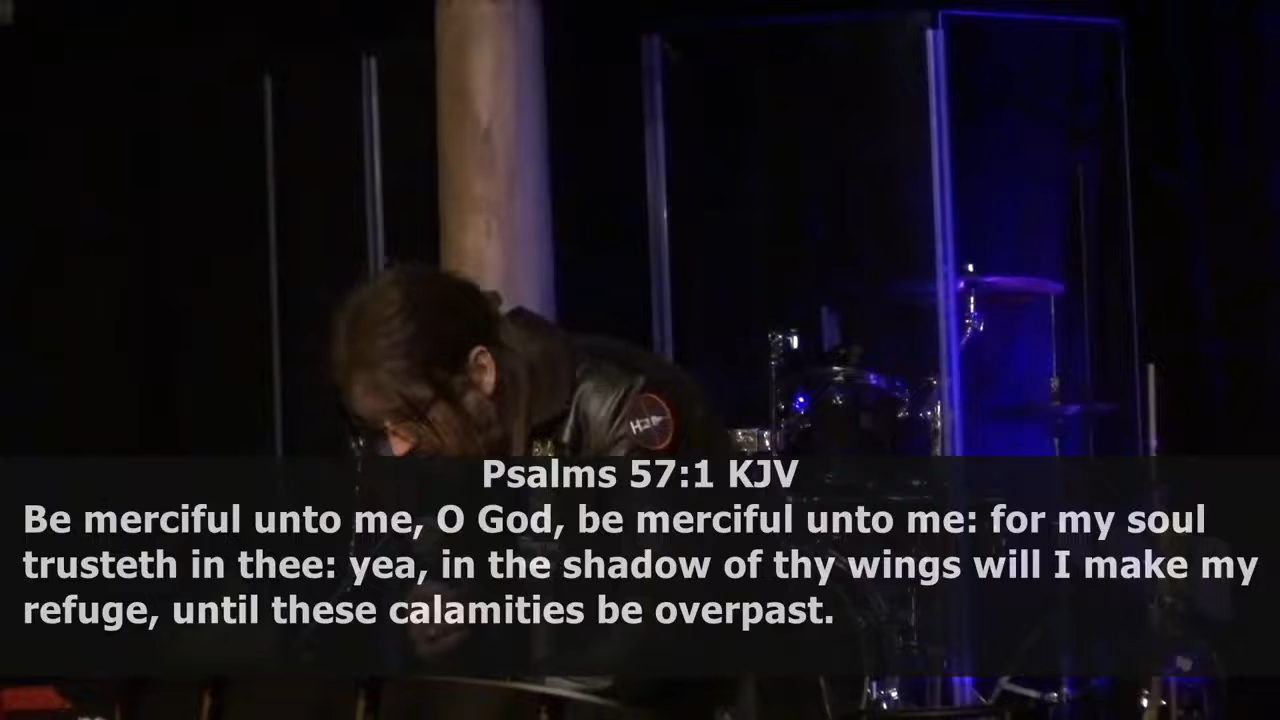 Psalms 57:1 KJV
Be merciful unto me, O God, be merciful unto me: for my soul
trusteth in thee: yea, in the shadow of thy wings will I make my
refuge, until these calamities be overpast.